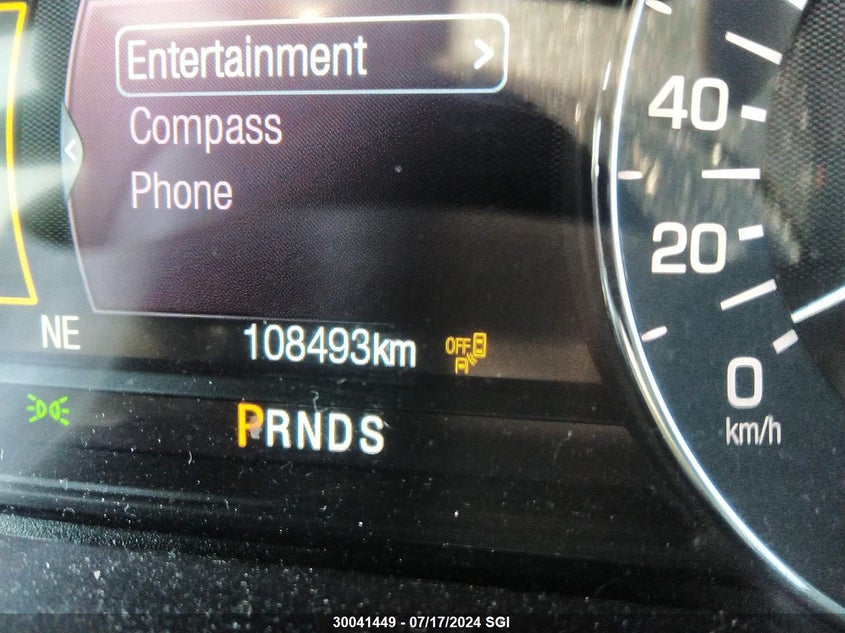 Entertainment >
Compass
Phone
NE
108493km
OFF
PRNDS
40
20
0
km/h
30041449 - 07/17/2024 SGI